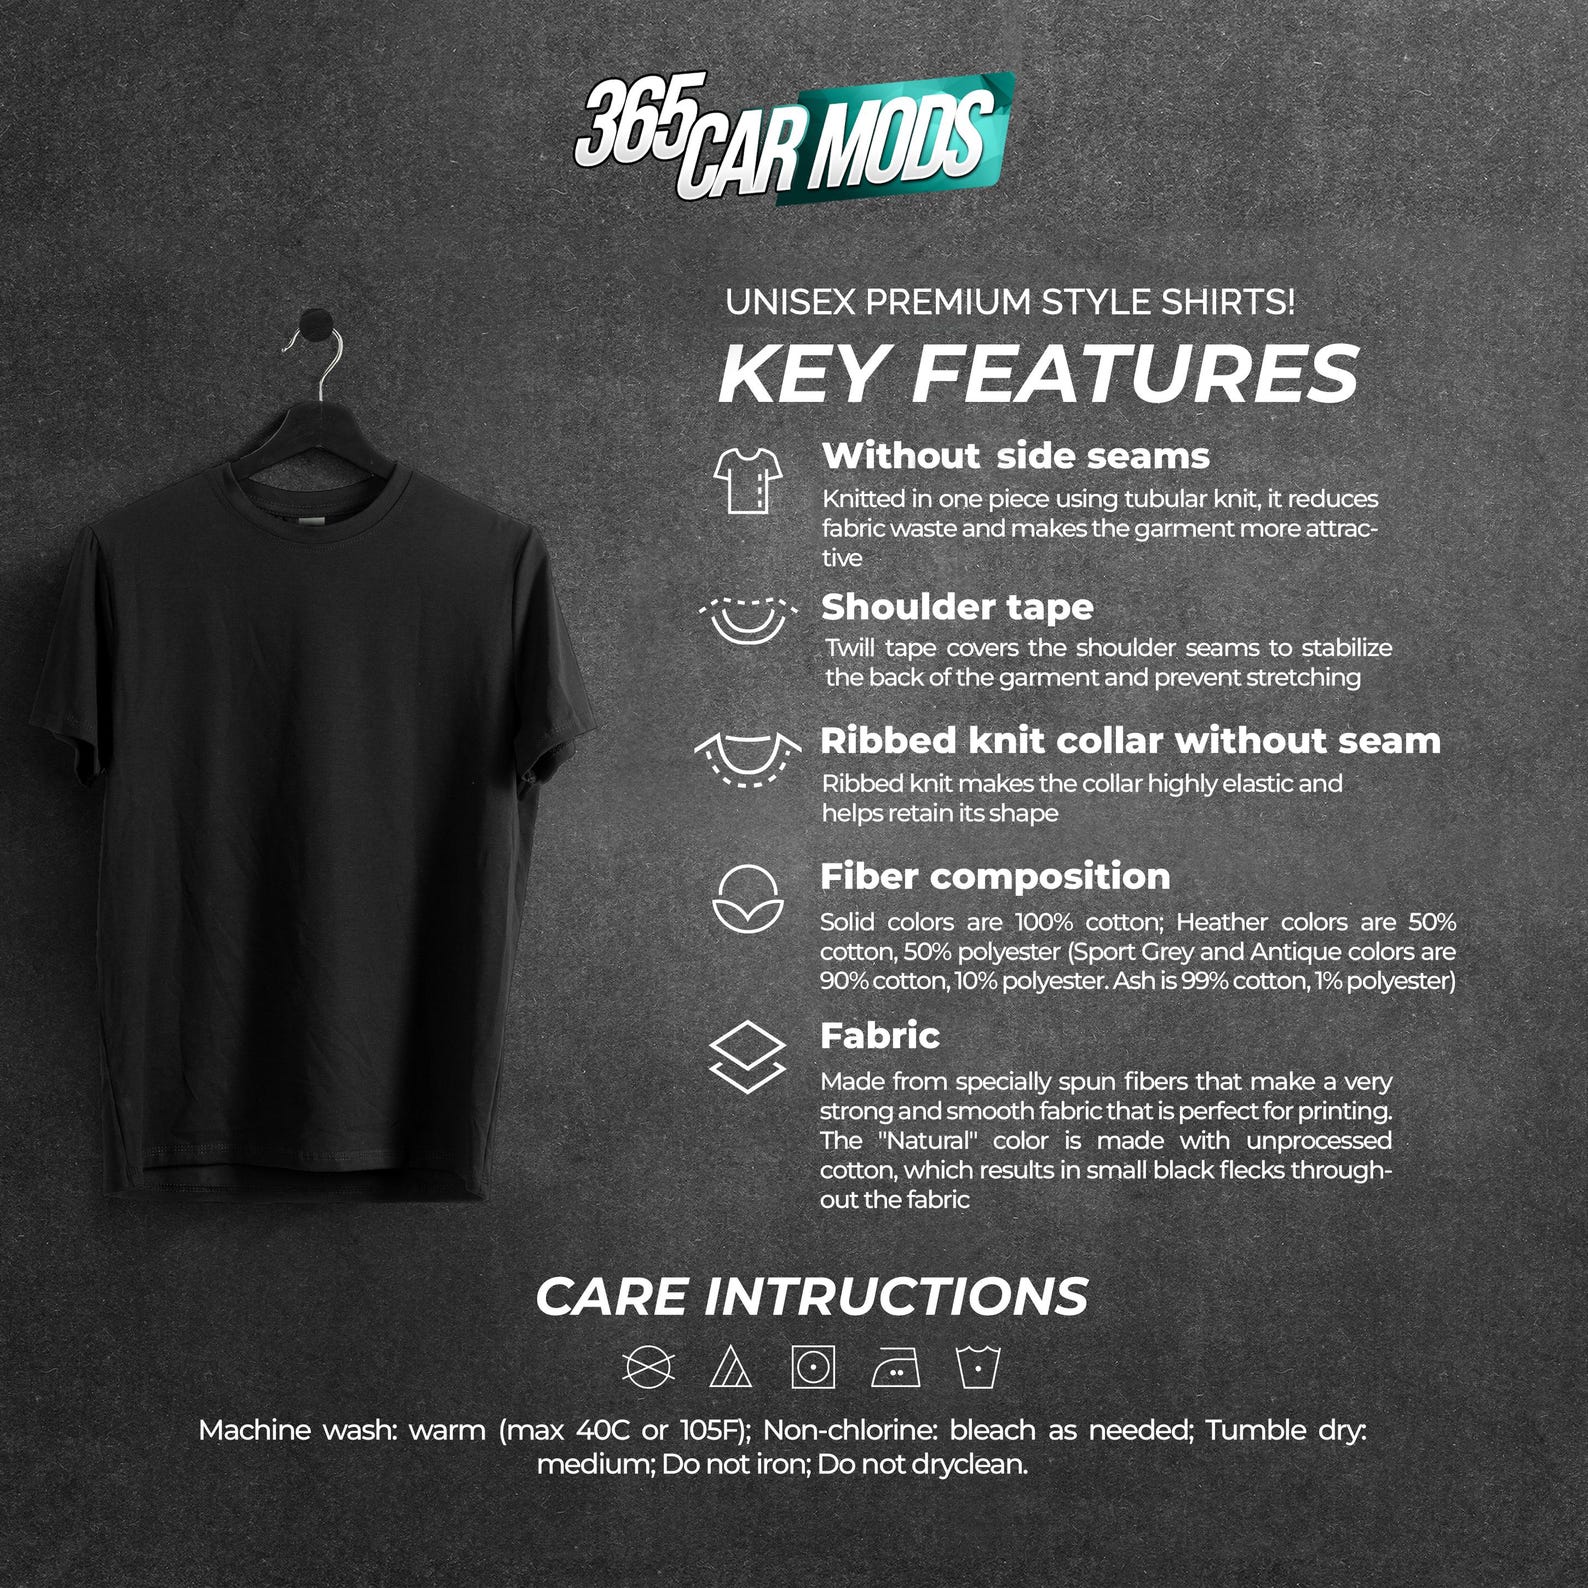 365 CAR MODS
UNISEX PREMIUM STYLE SHIRTS!
KEY FEATURES
Without side seams
Knitted in one piece using tubular knit, it reduces
fabric waste and makes the garment more attrac-
tive
Shoulder tape
Twill tape covers the shoulder seams to stabilize
the back of the garment and prevent stretching
Ribbed knit collar without seam
Ribbed knit makes the collar highly elastic and
helps retain its shape
Fiber composition
Solid colors are 100% cotton; Heather colors are 50%
cotton, 50% polyester (Sport Grey and Antique colors are
90% cotton, 10% polyester. Ash is 99% cotton, 1% polyester)
Fabric
Made from specially spun fibers that make a very
strong and smooth fabric that is perfect for printing.
The "Natural" color is made with unprocessed
cotton, which results in small black flecks through-
out the fabric
CARE INTRUCTIONS
Machine wash: warm (max 40C or 105F); Non-chlorine: bleach as needed; Tumble dry:
medium; Do not iron; Do not dryclean.